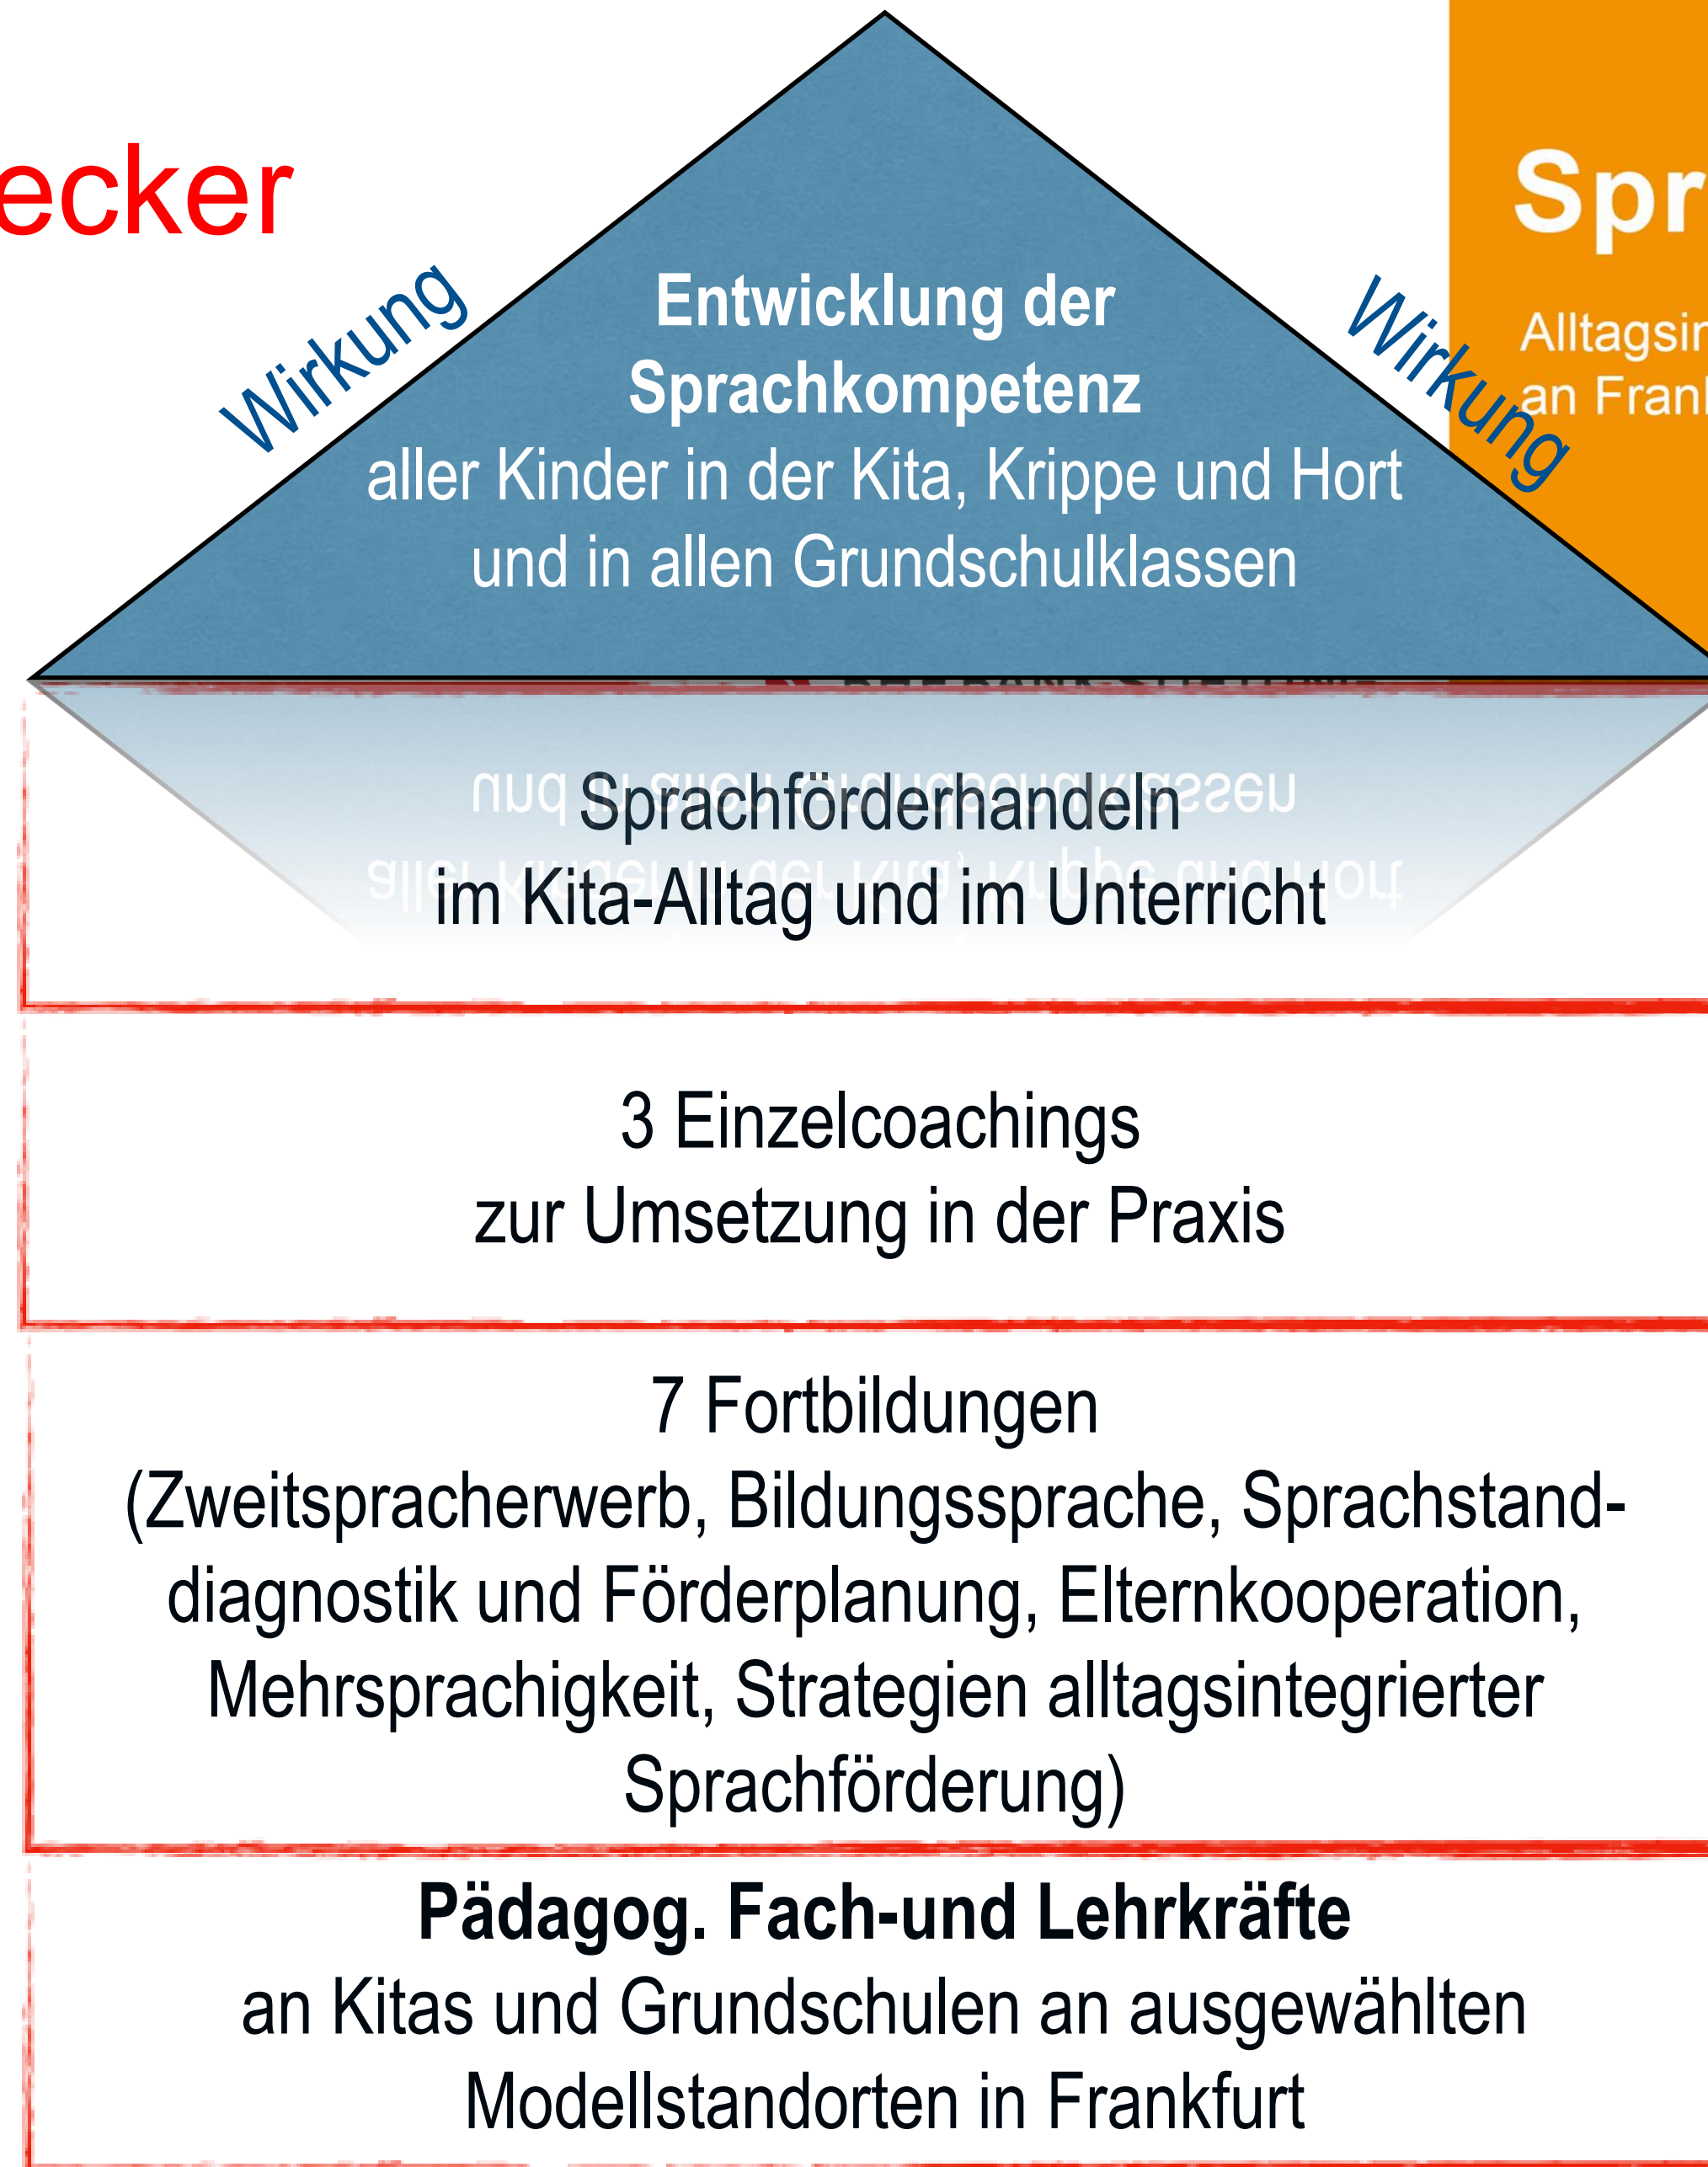 ecker
Spr
Wirkung
Wirkung
Alltagsin
an Frank
Entwicklung der
Sprachkompetenz
aller Kinder in der Kita, Krippe und Hort
und in allen Grundschulklassen
Sprachförderhandeln
im Kita-Alltag und im Unterricht
3 Einzelcoachings
zur Umsetzung in der Praxis
7 Fortbildungen
(Zweitspracherwerb, Bildungssprache, Sprachstand-
diagnostik und Förderplanung, Elternkooperation,
Mehrsprachigkeit, Strategien alltagsintegrierter
Sprachförderung)
Pädagog. Fach-und Lehrkräfte
an Kitas und Grundschulen an ausgewählten
Modellstandorten in Frankfurt